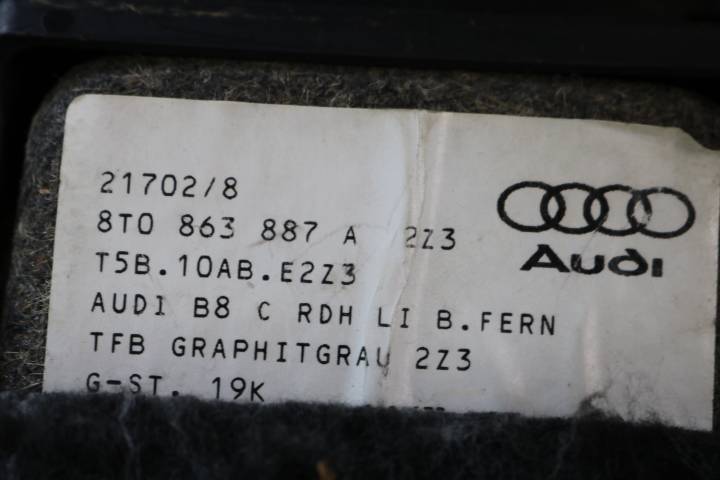 21702/8
8T0 863 887 A 2Z3
T5B.10AB.E2Z3
AUDI B8 C RDH LI B.FERN
TFB GRAPHITGRAU 2Z3
G-ST. 19K
Audi